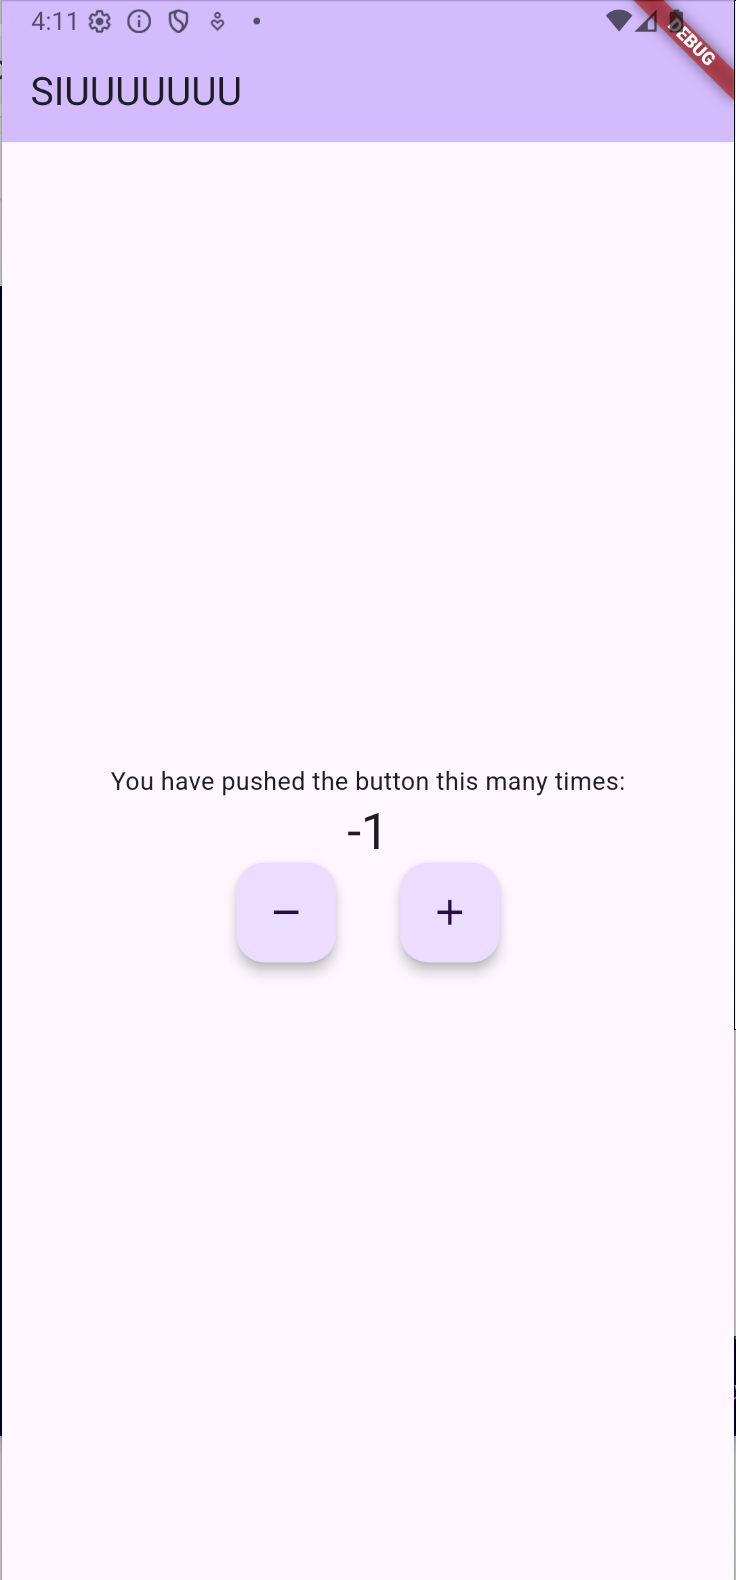 4:11
DEBUG
SIUUUUUUU
You have pushed the button this many times:
-1